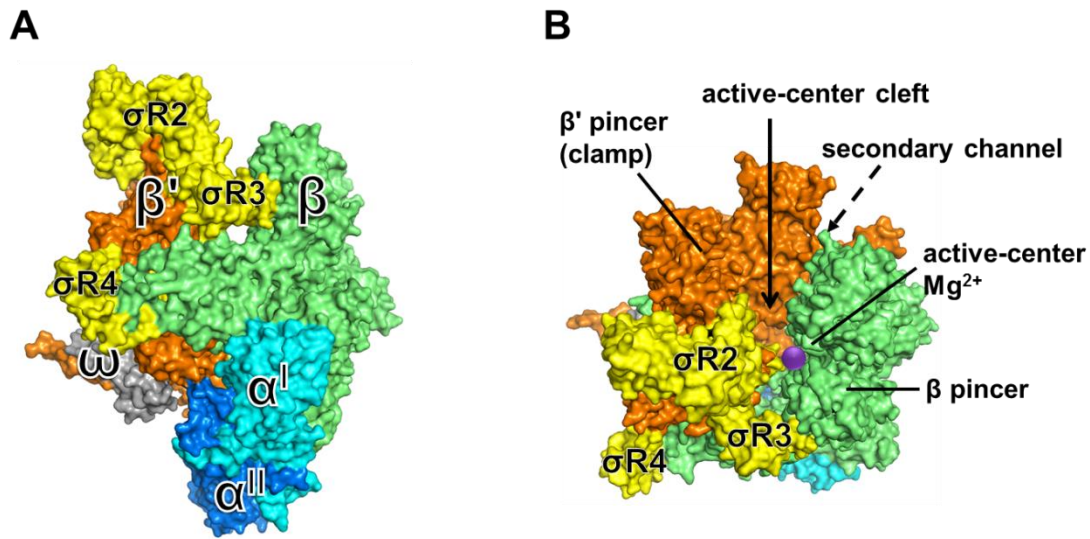 A
σR2
β'
σR3
β
σR4
ω
αI
αII
B
active-center cleft
β' pincer
(clamp)
secondary channel
active-center
Mg²⁺
σR2
β pincer
σR3
σR4